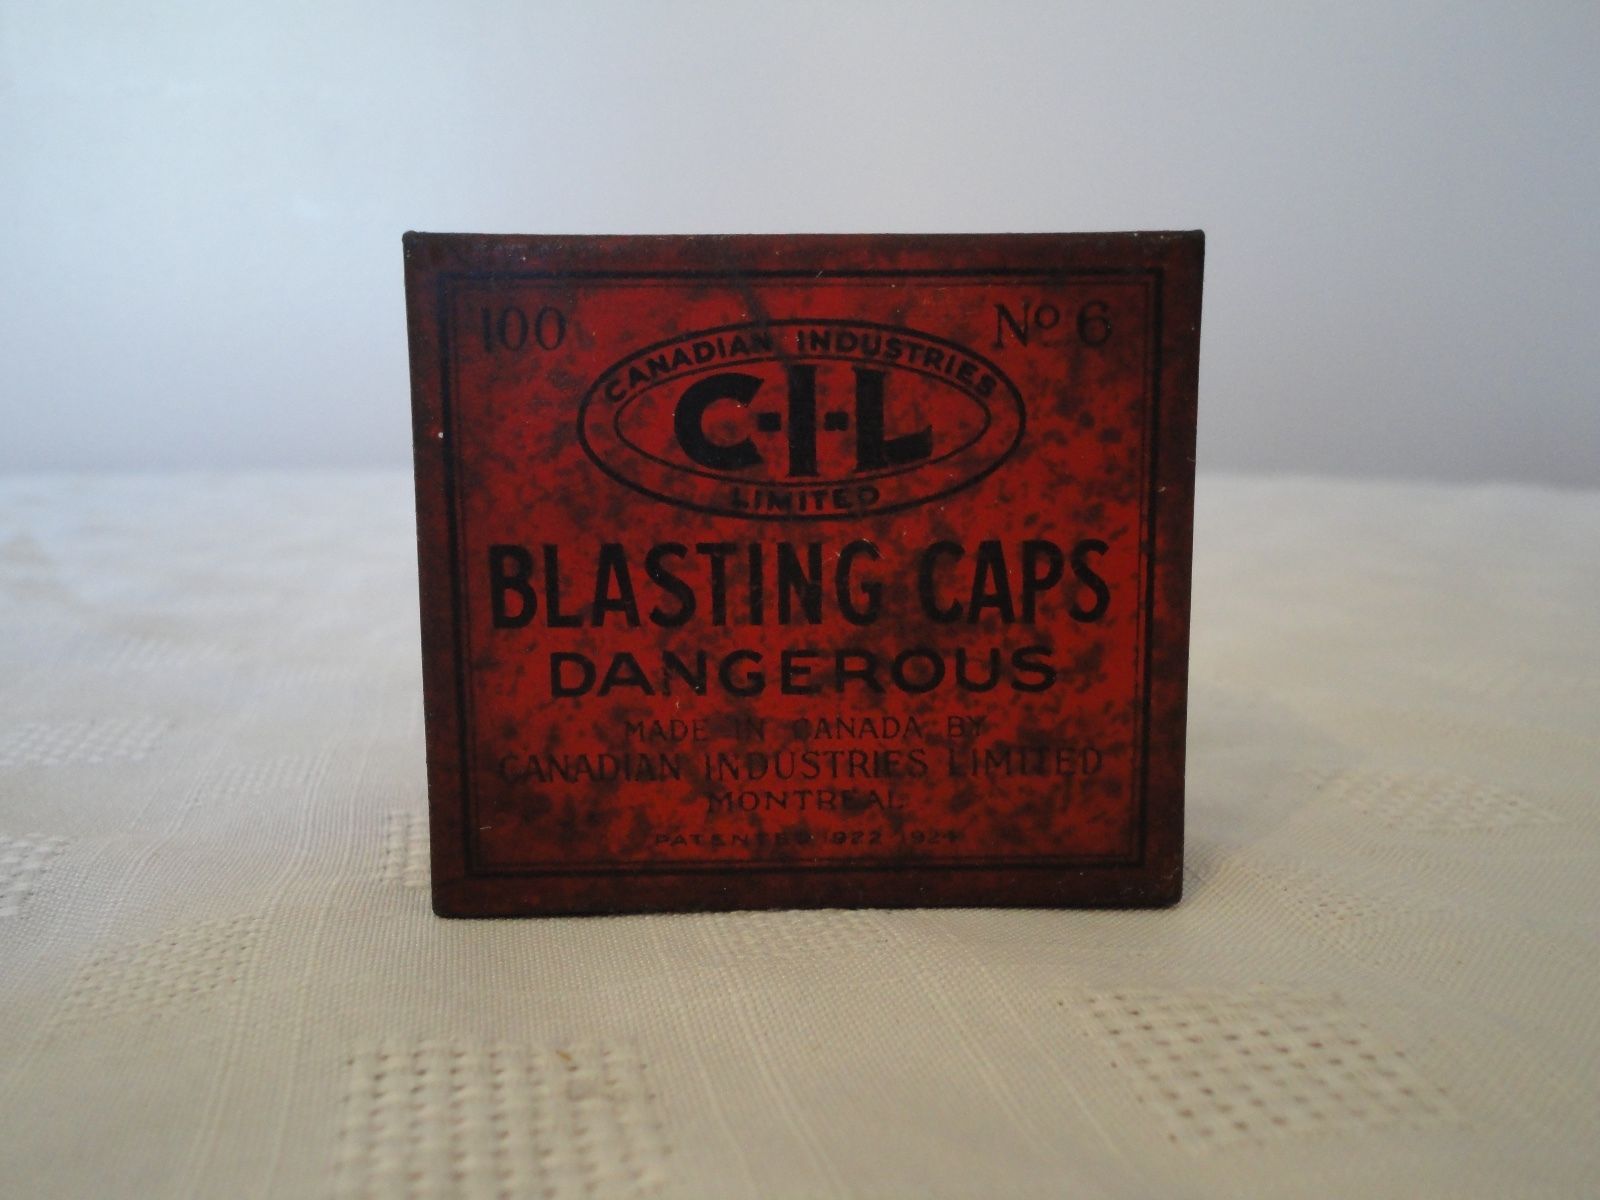 100
No 6
CANADIAN INDUSTRIES
C-I-L
LIMITED
BLASTING CAPS
DANGEROUS
MADE IN CANADA BY
CANADIAN INDUSTRIES LIMITED
MONTREAL
PATENTED 1922 1924